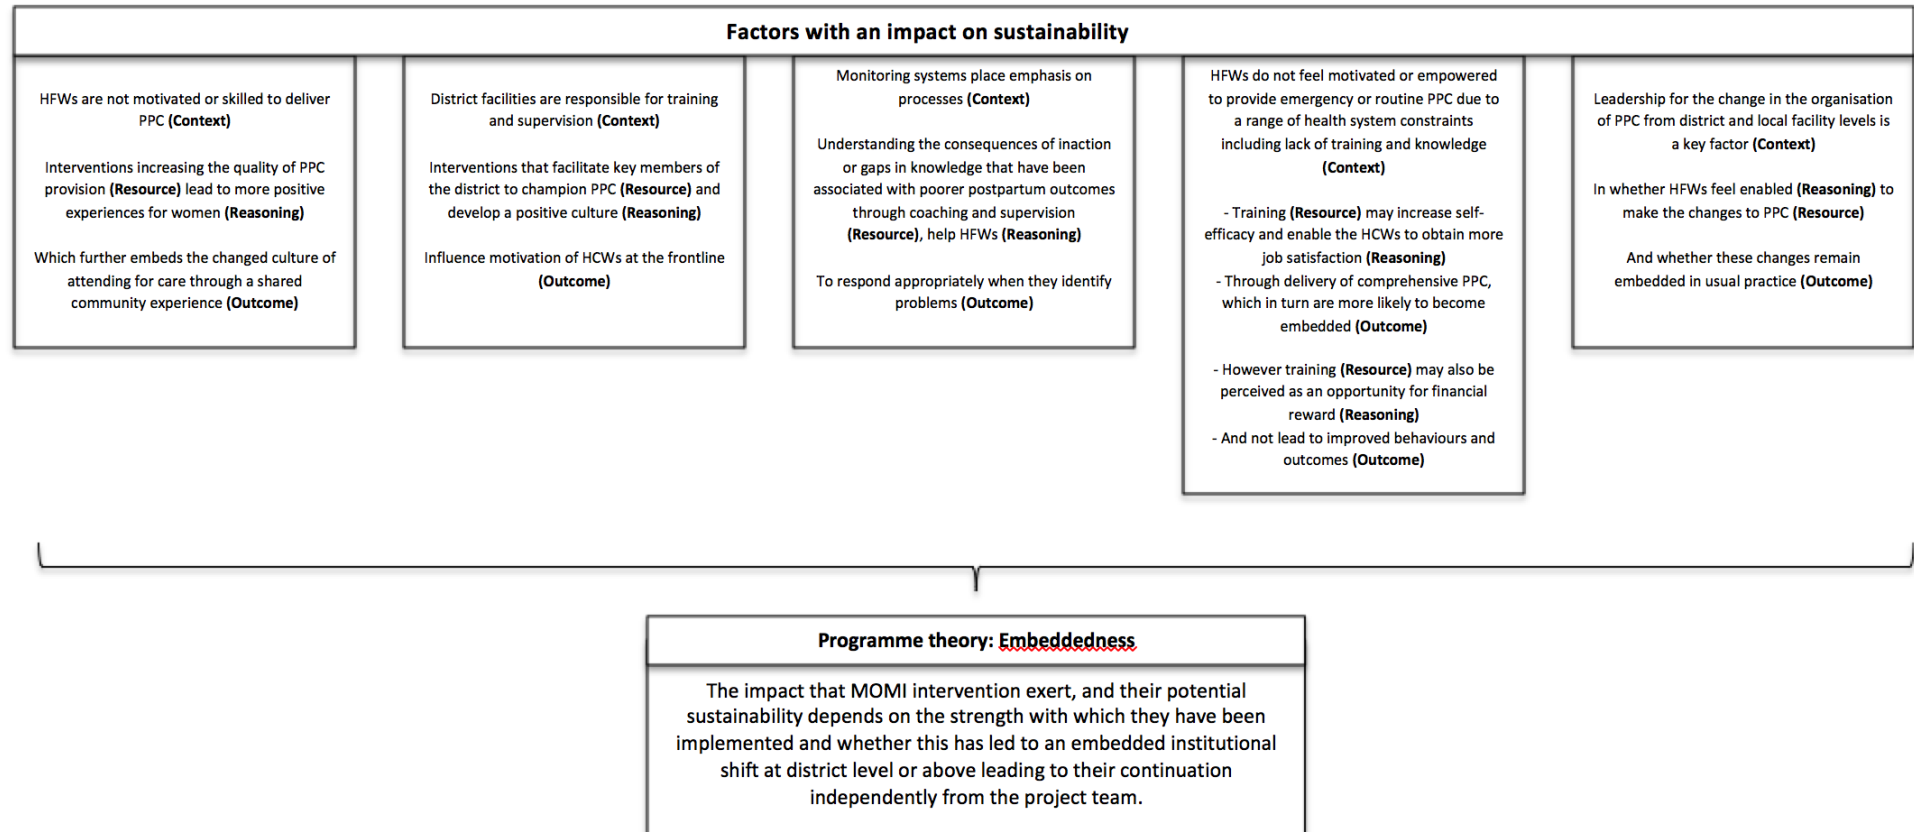 Factors with an impact on sustainability
HFWs are not motivated or skilled to deliver
PPC (Context)
Interventions increasing the quality of PPC
provision (Resource) lead to more positive
experiences for women (Reasoning)
Which further embeds the changed culture of
attending for care through a shared
community experience (Outcome)
District facilities are responsible for training
and supervision (Context)
Interventions that facilitate key members of
the district to champion PPC (Resource) and
develop a positive culture (Reasoning)
Influence motivation of HCWs at the frontline
(Outcome)
Monitoring systems place emphasis on
processes (Context)
Understanding the consequences of inaction
or gaps in knowledge that have been
associated with poorer postpartum outcomes
through coaching and supervision
(Resource), help HFWs (Reasoning)
To respond appropriately when they identify
problems (Outcome)
HFWs do not feel motivated or empowered
to provide emergency or routine PPC due to
a range of health system constraints
including lack of training and knowledge
(Context)
- Training (Resource) may increase self-
efficacy and enable the HCWs to obtain more
job satisfaction (Reasoning)
- Through delivery of comprehensive PPC,
which in turn are more likely to become
embedded (Outcome)
- However training (Resource) may also be
perceived as an opportunity for financial
reward (Reasoning)
- And not lead to improved behaviours and
outcomes (Outcome)
Leadership for the change in the organisation
of PPC from district and local facility levels is
a key factor (Context)
In whether HFWs feel enabled (Reasoning) to
make the changes to PPC (Resource)
And whether these changes remain
embedded in usual practice (Outcome)
Programme theory: Embeddedness
The impact that MOMI intervention exert, and their potential
sustainability depends on the strength with which they have been
implemented and whether this has led to an embedded institutional
shift at district level or above leading to their continuation
independently from the project team.